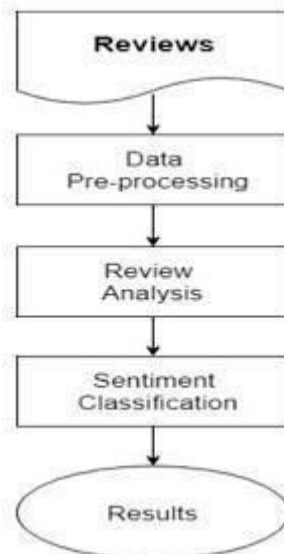 Reviews
Data
Pre-processing
Review
Analysis
Sentiment
Classification
Results